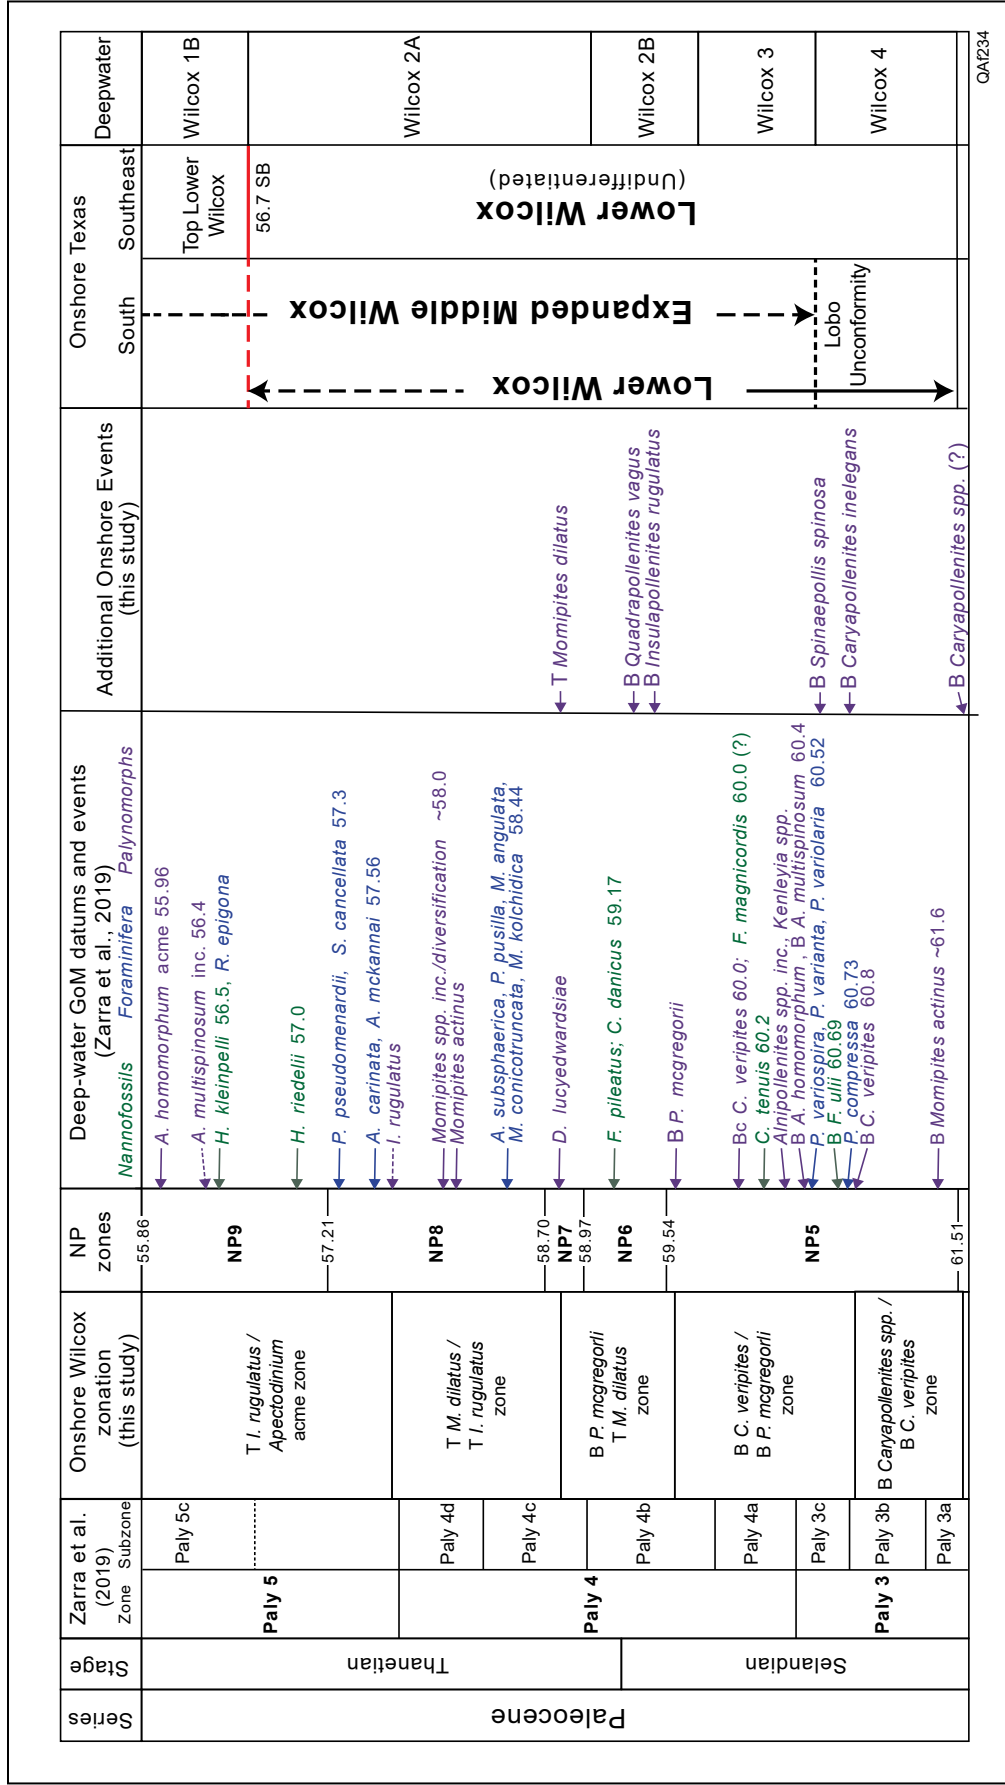 Series
Stage
Zarra et al.
(2019)
Zone Subzone
Onshore Wilcox
zonation
(this study)
NP
zones
Deep-water GoM datums and events
(Zarra et al., 2019)
Nannofossils Foraminifera Palynomorphs
Additional Onshore Events
(this study)
Onshore Texas
South Southeast
Deepwater
Paleocene
Thanetian
Selandian
Paly 5
Paly 4
Paly 3
Paly 5c
Paly 4d
Paly 4c
Paly 4b
Paly 4a
Paly 3c
Paly 3b
Paly 3a
T I. rugulatus /
Apectodinium
acme zone
T M. dilatus /
T I. rugulatus
zone
B P. mcgregorli
T M. dilatus
zone
B C. veripites /
B P. mcgregorli
zone
B Caryapollenites spp. /
B C. veripites
zone
55.86
NP9
57.21
NP8
58.70
NP7
58.97
NP6
59.54
NP5
61.51
A. homomorphum acme 55.96
A. multispinosum inc. 56.4
H. kleinpelli 56.5, R. epigona
H. riedelii 57.0
P. pseudomenardii, S. cancellata 57.3
A. carinata, A. mckannai 57.56
I. rugulatus
Momipites spp. inc./diversification ~58.0
Momipites actinus
A. subsphaerica, P. pusilla, M. angulata,
M. conicotruncata, M. kolchidica 58.44
D. lucyedwardsiae
F. pileatus; C. danicus 59.17
B P. mcgregorii
Bc C. veripites 60.0; F. magnicordis 60.0 (?)
C. tenuis 60.2
Alnipollenites spp. inc., Kenleyia spp.
B A. homomorphum, B A. multispinosum 60.4
P. variospira, P. varianta, P. variolaria 60.52
B F. ulii 60.69
P. compressa 60.73
B C. veripites 60.8
B Momipites actinus ~61.6
T Momipites dilatus
B Quadrapollenites vagus
B Insulapollenites rugulatus
B Spinaepollis spinosa
B Caryapollenites inelegans
B Caryapollenites spp. (?)
Lower Wilcox
Expanded Middle Wilcox
Lobo
Unconformity
Top Lower
Wilcox
56.7 SB
Lower Wilcox
(Undifferentiated)
Wilcox 1B
Wilcox 2A
Wilcox 2B
Wilcox 3
Wilcox 4
QAf234